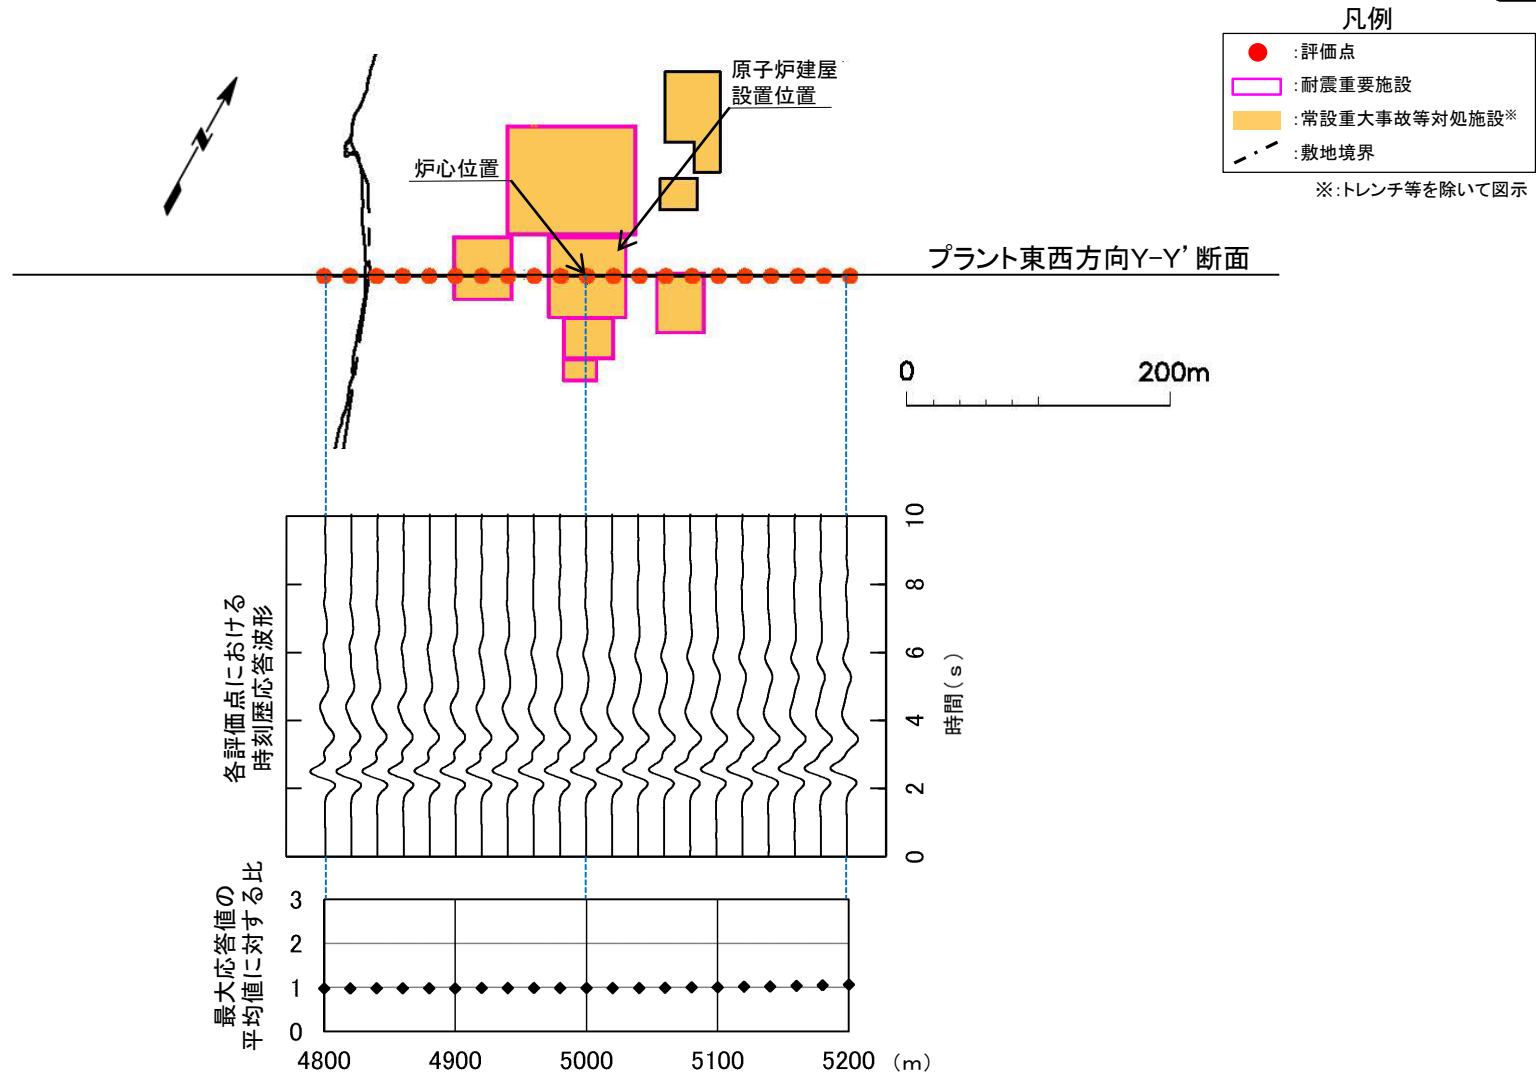 凡例
:評価点
:耐震重要施設
:常設重大事故等対処施設※
:敷地境界
※:トレンチ等を除いて図示
原子炉建屋
設置位置
炉心位置
プラント東西方向Y-Y’断面
0 200m
各評価点における
時刻歴応答波形
10
8
6
4
2
0
時間(s)
最大応答値の
平均値に対する比
3
2
1
0
4800 4900 5000 5100 5200 (m)